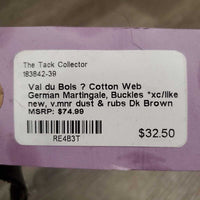 The Tack Collector
183842-39
Val du Bois ? Cotton Web
German Martingale, Buckles *xc/like
new, v.mnr dust & rubs Dk Brown
MSRP: $74.99
$32.50
RE4B3T